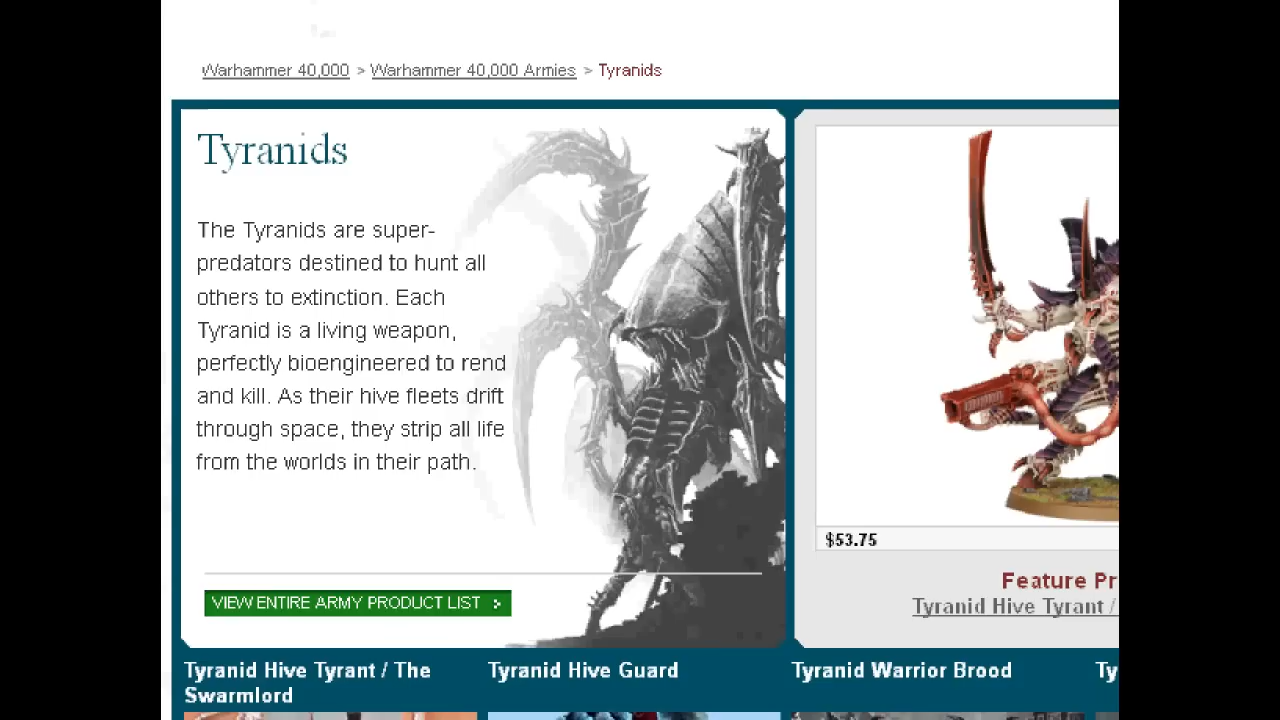 Warhammer 40,000 > Warhammer 40,000 Armies > Tyranids
Tyranids
The Tyranids are super-
predators destined to hunt all
others to extinction. Each
Tyranid is a living weapon,
perfectly bioengineered to rend
and kill. As their hive fleets drift
through space, they strip all life
from the worlds in their path.
VIEW ENTIRE ARMY PRODUCT LIST >
$53.75
Feature Pr
Tyranid Hive Tyrant /
Tyranid Hive Tyrant / The
Swarmlord
Tyranid Hive Guard
Tyranid Warrior Brood
Ty